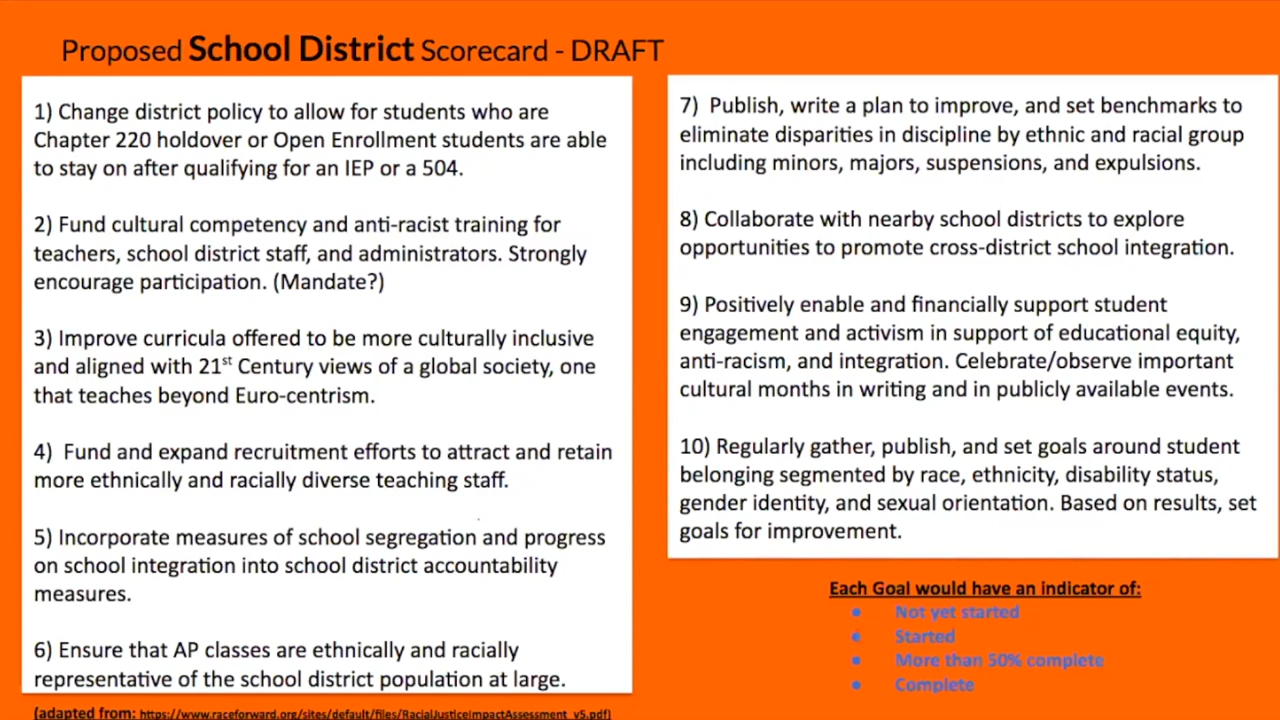 Proposed School District Scorecard - DRAFT
1) Change district policy to allow for students who are
Chapter 220 holdover or Open Enrollment students are able
to stay on after qualifying for an IEP or a 504.
2) Fund cultural competency and anti-racist training for
teachers, school district staff, and administrators. Strongly
encourage participation. (Mandate?)
3) Improve curricula offered to be more culturally inclusive
and aligned with 21st Century views of a global society, one
that teaches beyond Euro-centrism.
4) Fund and expand recruitment efforts to attract and retain
more ethnically and racially diverse teaching staff.
5) Incorporate measures of school segregation and progress
on school integration into school district accountability
measures.
6) Ensure that AP classes are ethnically and racially
representative of the school district population at large.
(adapted from: https://www.raceforward.org/sites/default/files/RacialJusticeImpactAssessment_v5.pdf)
7) Publish, write a plan to improve, and set benchmarks to
eliminate disparities in discipline by ethnic and racial group
including minors, majors, suspensions, and expulsions.
8) Collaborate with nearby school districts to explore
opportunities to promote cross-district school integration.
9) Positively enable and financially support student
engagement and activism in support of educational equity,
anti-racism, and integration. Celebrate/observe important
cultural months in writing and in publicly available events.
10) Regularly gather, publish, and set goals around student
belonging segmented by race, ethnicity, disability status,
gender identity, and sexual orientation. Based on results, set
goals for improvement.
Each Goal would have an indicator of:
• Not yet started
• Started
• More than 50% complete
• Complete